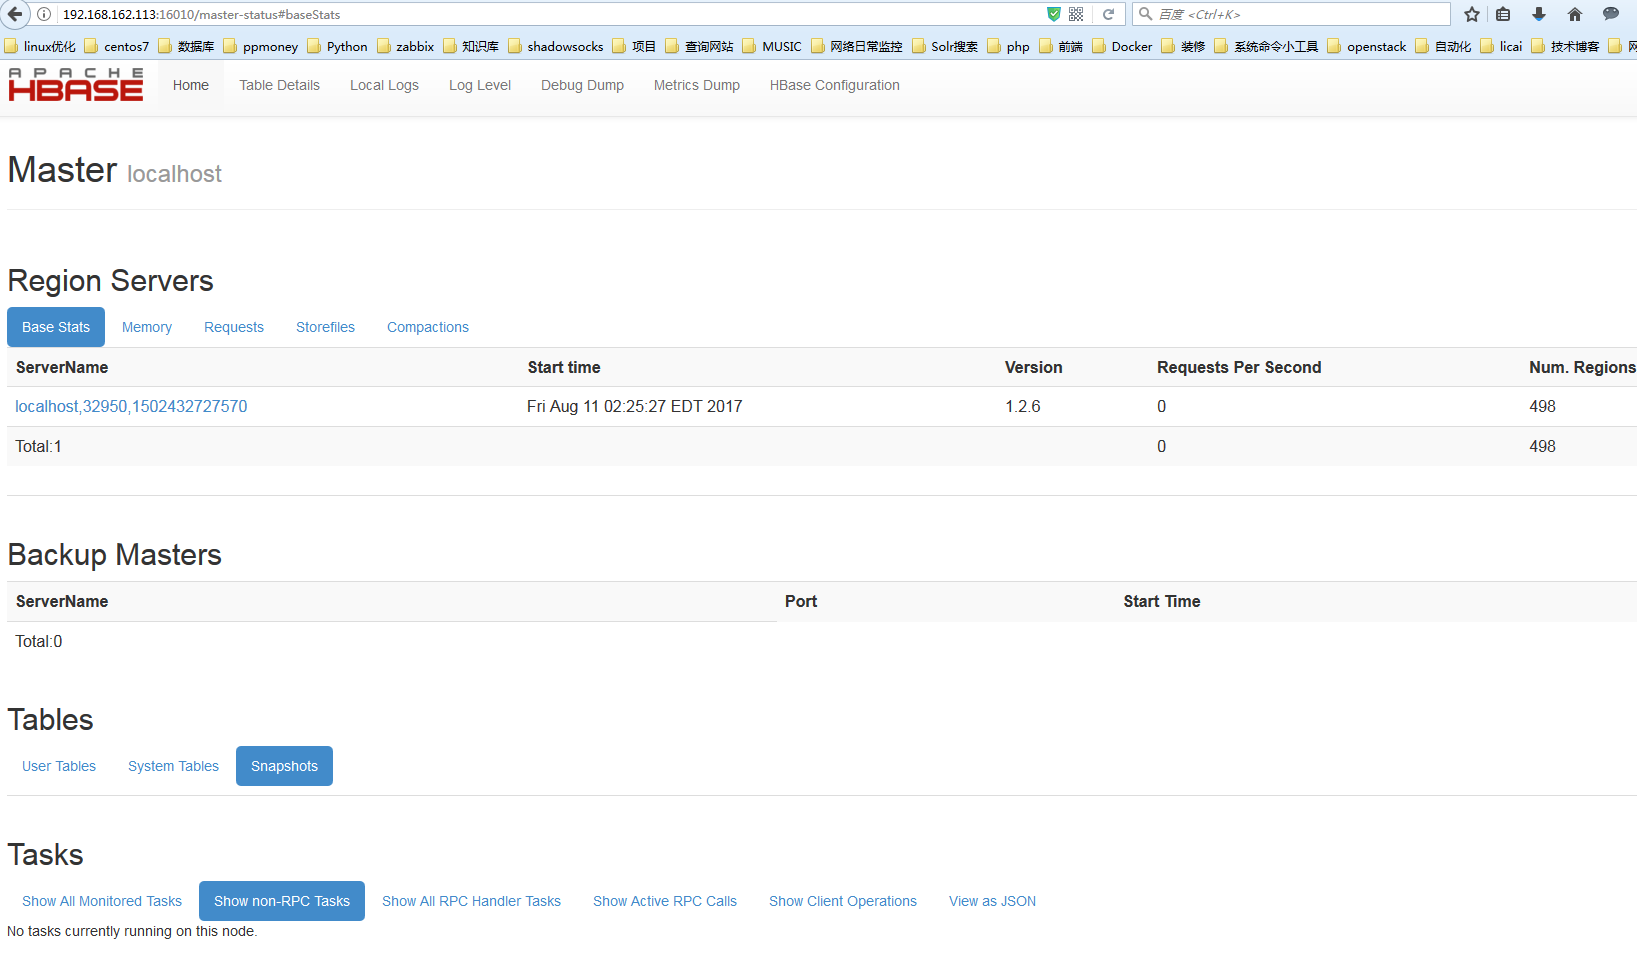 192.168.162.113:16010/master-status#baseStats 百度 <Ctrl+K>
linux优化 centos7 数据库 ppmoney Python zabbix 知识库 shadowsocks 项目 查询网站 MUSIC 网络日常监控 Solr搜索 php 前端 Docker 装修 系统命令小工具 openstack 自动化 licai 技术博客
APACHE
HBASE
Home Table Details Local Logs Log Level Debug Dump Metrics Dump HBase Configuration
Master localhost
Region Servers
Base Stats Memory Requests Storefiles Compactions
ServerName Start time Version Requests Per Second Num. Regions
localhost,32950,1502432727570 Fri Aug 11 02:25:27 EDT 2017 1.2.6 0 498
Total:1 0 498
Backup Masters
ServerName Port Start Time
Total:0
Tables
User Tables System Tables Snapshots
Tasks
Show All Monitored Tasks Show non-RPC Tasks Show All RPC Handler Tasks Show Active RPC Calls Show Client Operations View as JSON
No tasks currently running on this node.